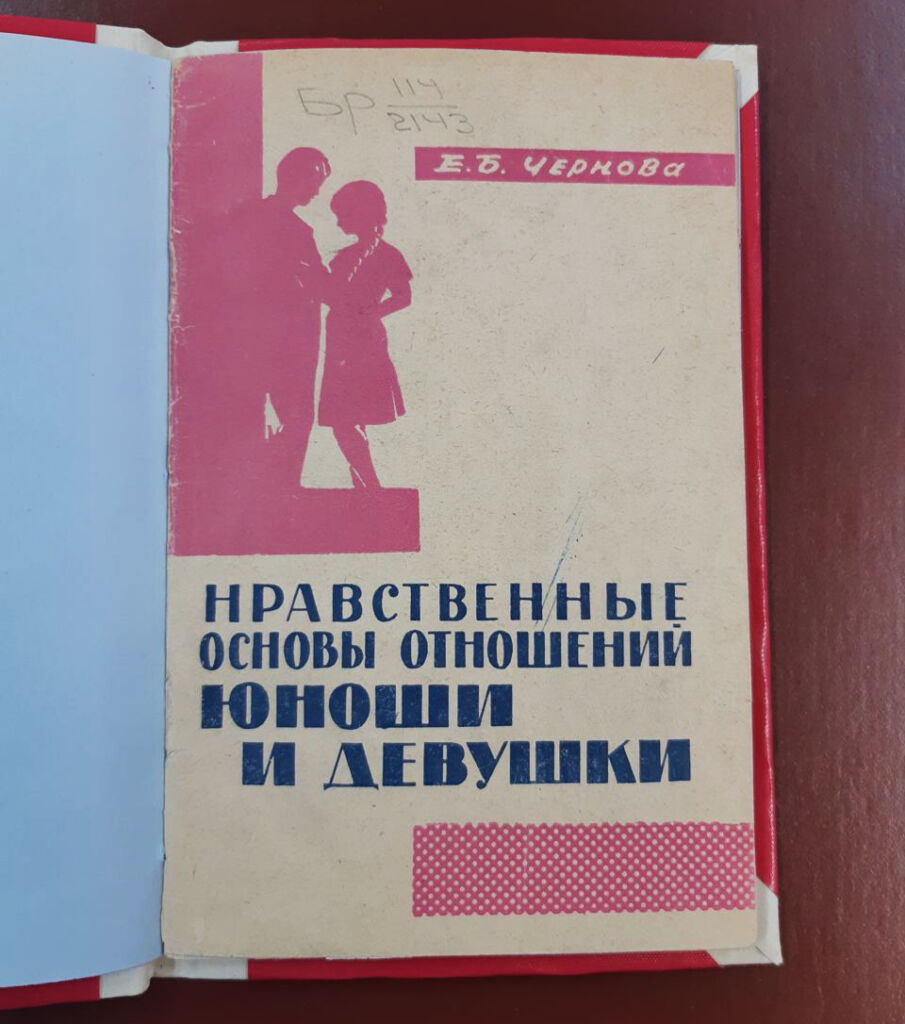 Бр 114
2143
Е.Б. ЧЕРНОВА
НРАВСТВЕННЫЕ
ОСНОВЫ ОТНОШЕНИЙ
ЮНОШИ
И ДЕВУШКИ